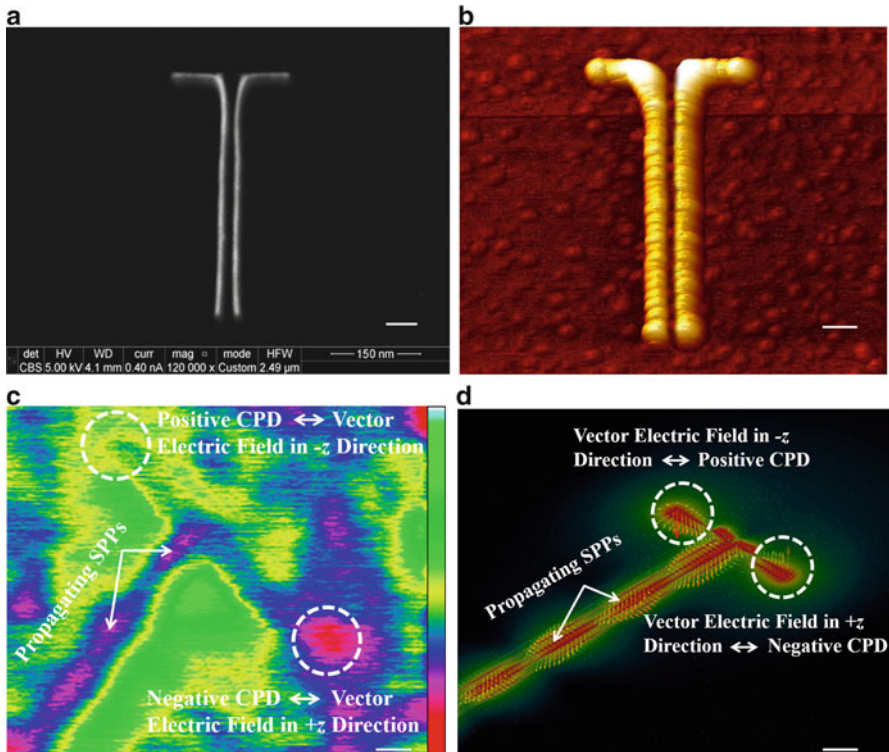 a
det HV WD curr mag ○ mode HFW 150 nm
CBS 5.00 kV 4.1 mm 0.40 nA 120 000 x Custom 2.49 µm
b
c
Positive CPD ↔ Vector
Electric Field in -z Direction
Propagating SPPs
Negative CPD ↔ Vector
Electric Field in +z Direction
d
Vector Electric Field in -z
Direction ↔ Positive CPD
Propagating SPPs
Vector Electric Field in +z
Direction ↔ Negative CPD